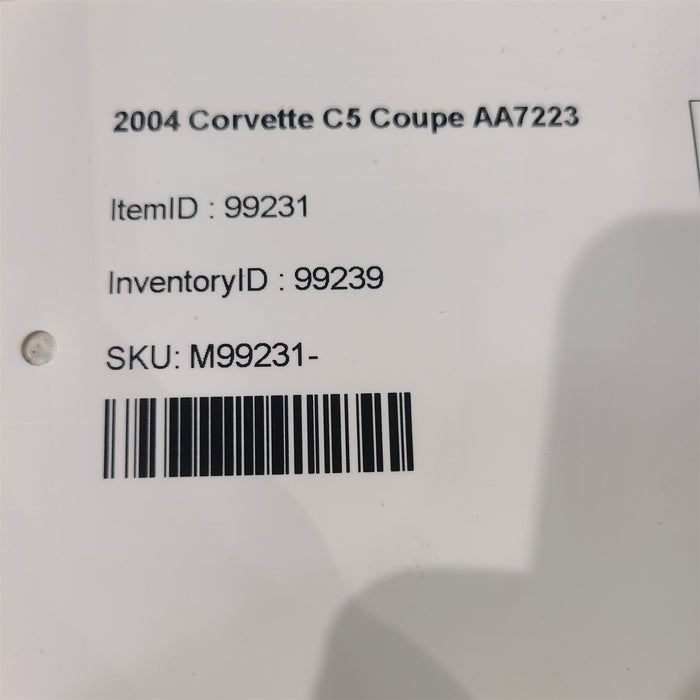 2004 Corvette C5 Coupe AA7223
ItemID : 99231
InventoryID : 99239
SKU: M99231-